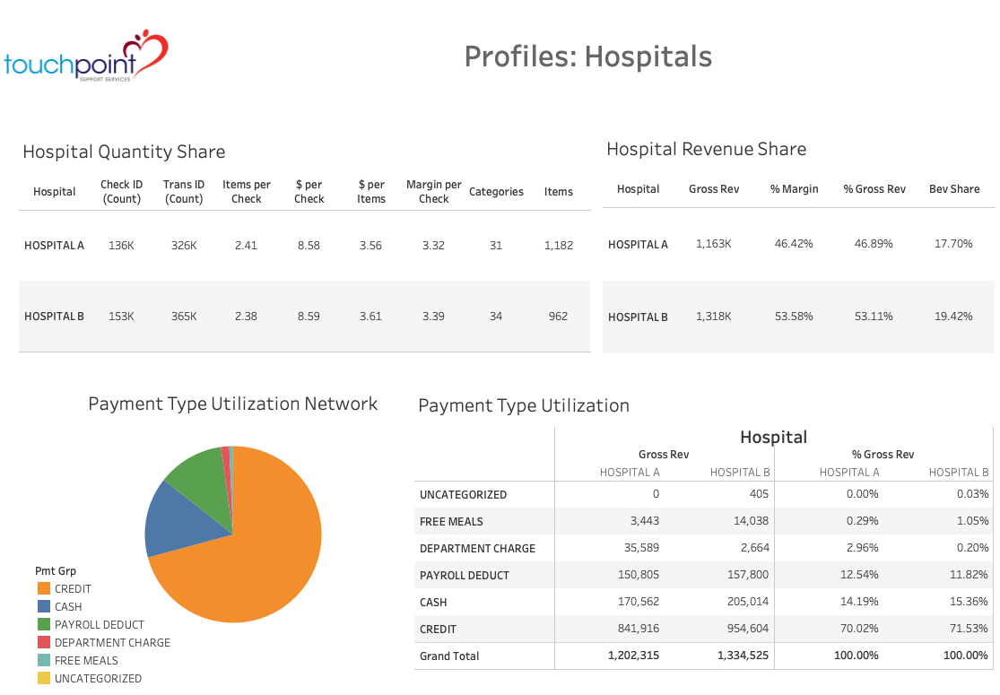 touchpoint
SUPPORT SERVICES
Profiles: Hospitals
Hospital Quantity Share
Hospital Check ID (Count) Trans ID (Count) Items per Check $ per Check $ per Items Margin per Check Categories Items
HOSPITAL A 136K 326K 2.41 8.58 3.56 3.32 31 1,182
HOSPITAL B 153K 365K 2.38 8.59 3.61 3.39 34 962
Hospital Revenue Share
Hospital Gross Rev % Margin % Gross Rev Bev Share
HOSPITAL A 1,163K 46.42% 46.89% 17.70%
HOSPITAL B 1,318K 53.58% 53.11% 19.42%
Payment Type Utilization Network
Pmt Grp
CREDIT
CASH
PAYROLL DEDUCT
DEPARTMENT CHARGE
FREE MEALS
UNCATEGORIZED
Payment Type Utilization
Hospital
Gross Rev % Gross Rev
HOSPITAL A HOSPITAL B HOSPITAL A HOSPITAL B
UNCATEGORIZED 0 405 0.00% 0.03%
FREE MEALS 3,443 14,038 0.29% 1.05%
DEPARTMENT CHARGE 35,589 2,664 2.96% 0.20%
PAYROLL DEDUCT 150,805 157,800 12.54% 11.82%
CASH 170,562 205,014 14.19% 15.36%
CREDIT 841,916 954,604 70.02% 71.53%
Grand Total 1,202,315 1,334,525 100.00% 100.00%